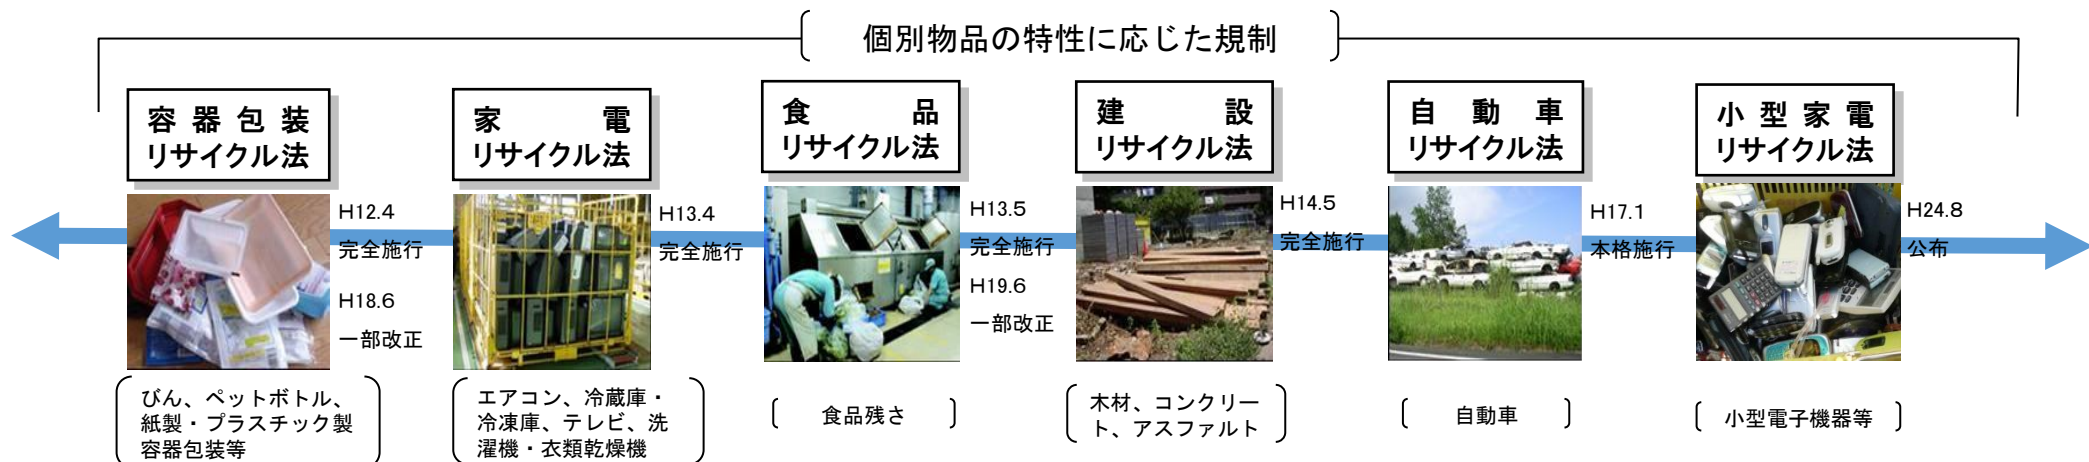 個別物品の特性に応じた規制
容器包装
リサイクル法
H12.4
完全施行
H18.6
一部改正
びん、ペットボトル、
紙製・プラスチック製
容器包装等
家電
リサイクル法
H13.4
完全施行
エアコン、冷蔵庫・
冷凍庫、テレビ、洗
濯機・衣類乾燥機
食品
リサイクル法
H13.5
完全施行
H19.6
一部改正
食品残さ
建設
リサイクル法
H14.5
完全施行
木材、コンクリー
ト、アスファルト
自動車
リサイクル法
H17.1
本格施行
自動車
小型家電
リサイクル法
H24.8
公布
小型電子機器等